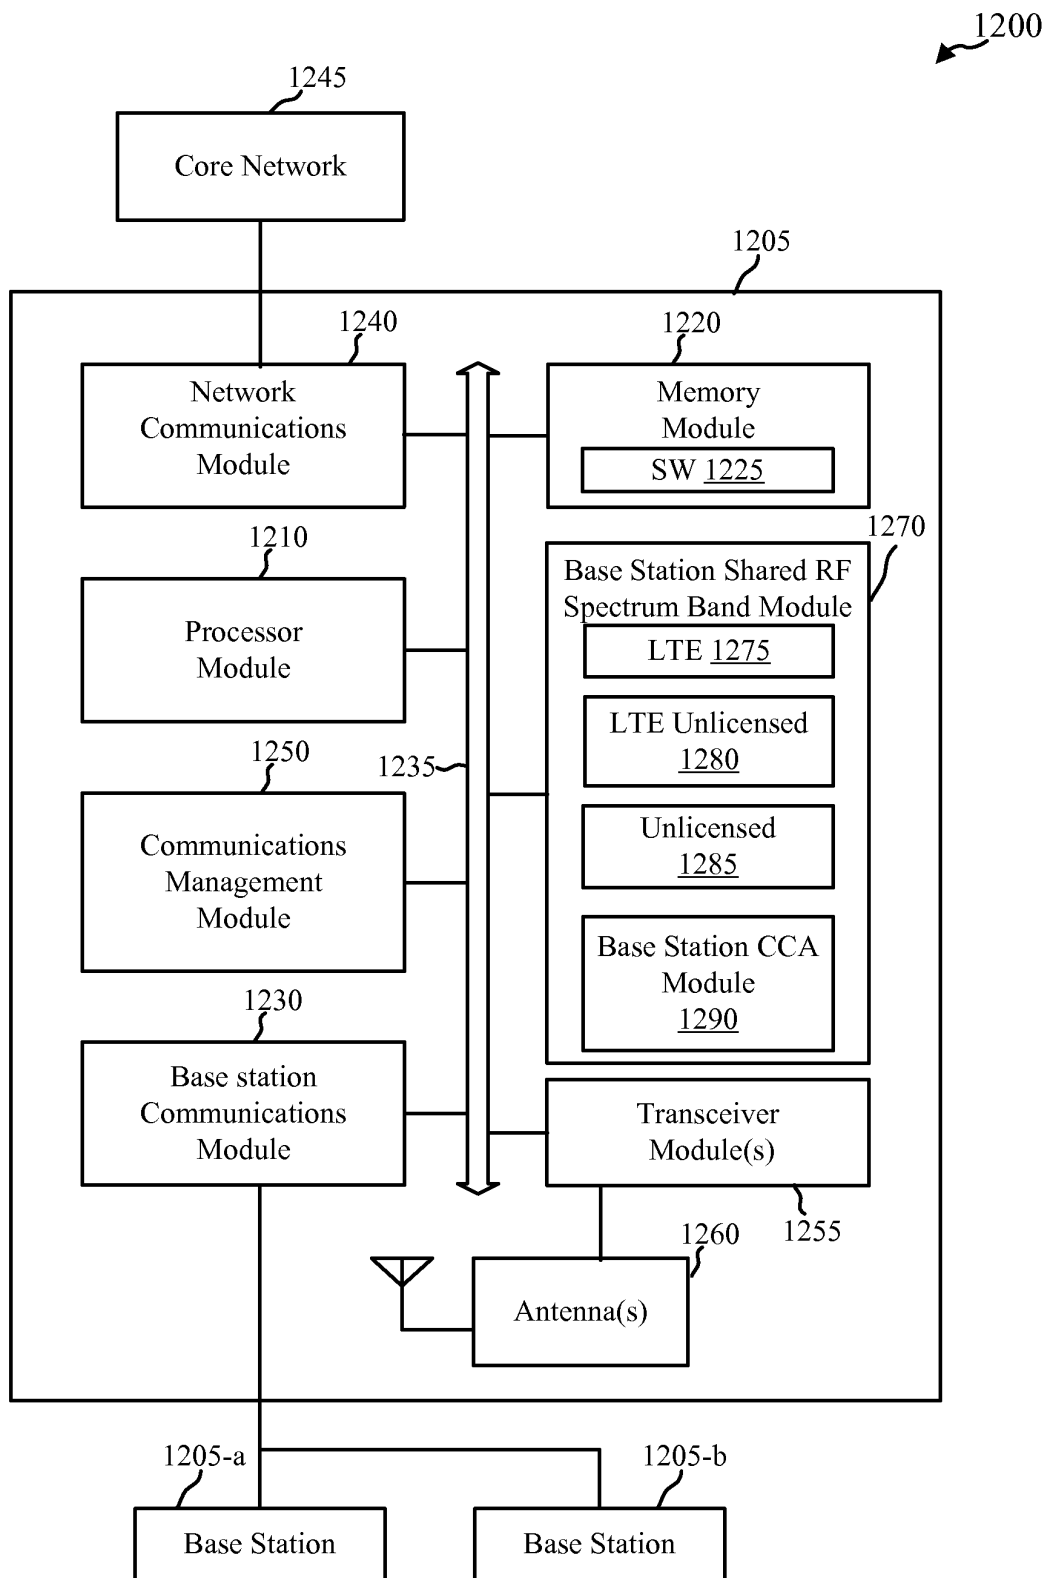 1200
1245
Core Network
1205
1240
Network
Communications
Module
1220
Memory
Module
SW 1225
1210
Processor
Module
1270
Base Station Shared RF
Spectrum Band Module
LTE 1275
LTE Unlicensed
1280
Unlicensed
1285
Base Station CCA
Module
1290
1235
1250
Communications
Management
Module
1230
Base station
Communications
Module
Transceiver
Module(s)
1255
1260
Antenna(s)
1205-a
Base Station
1205-b
Base Station